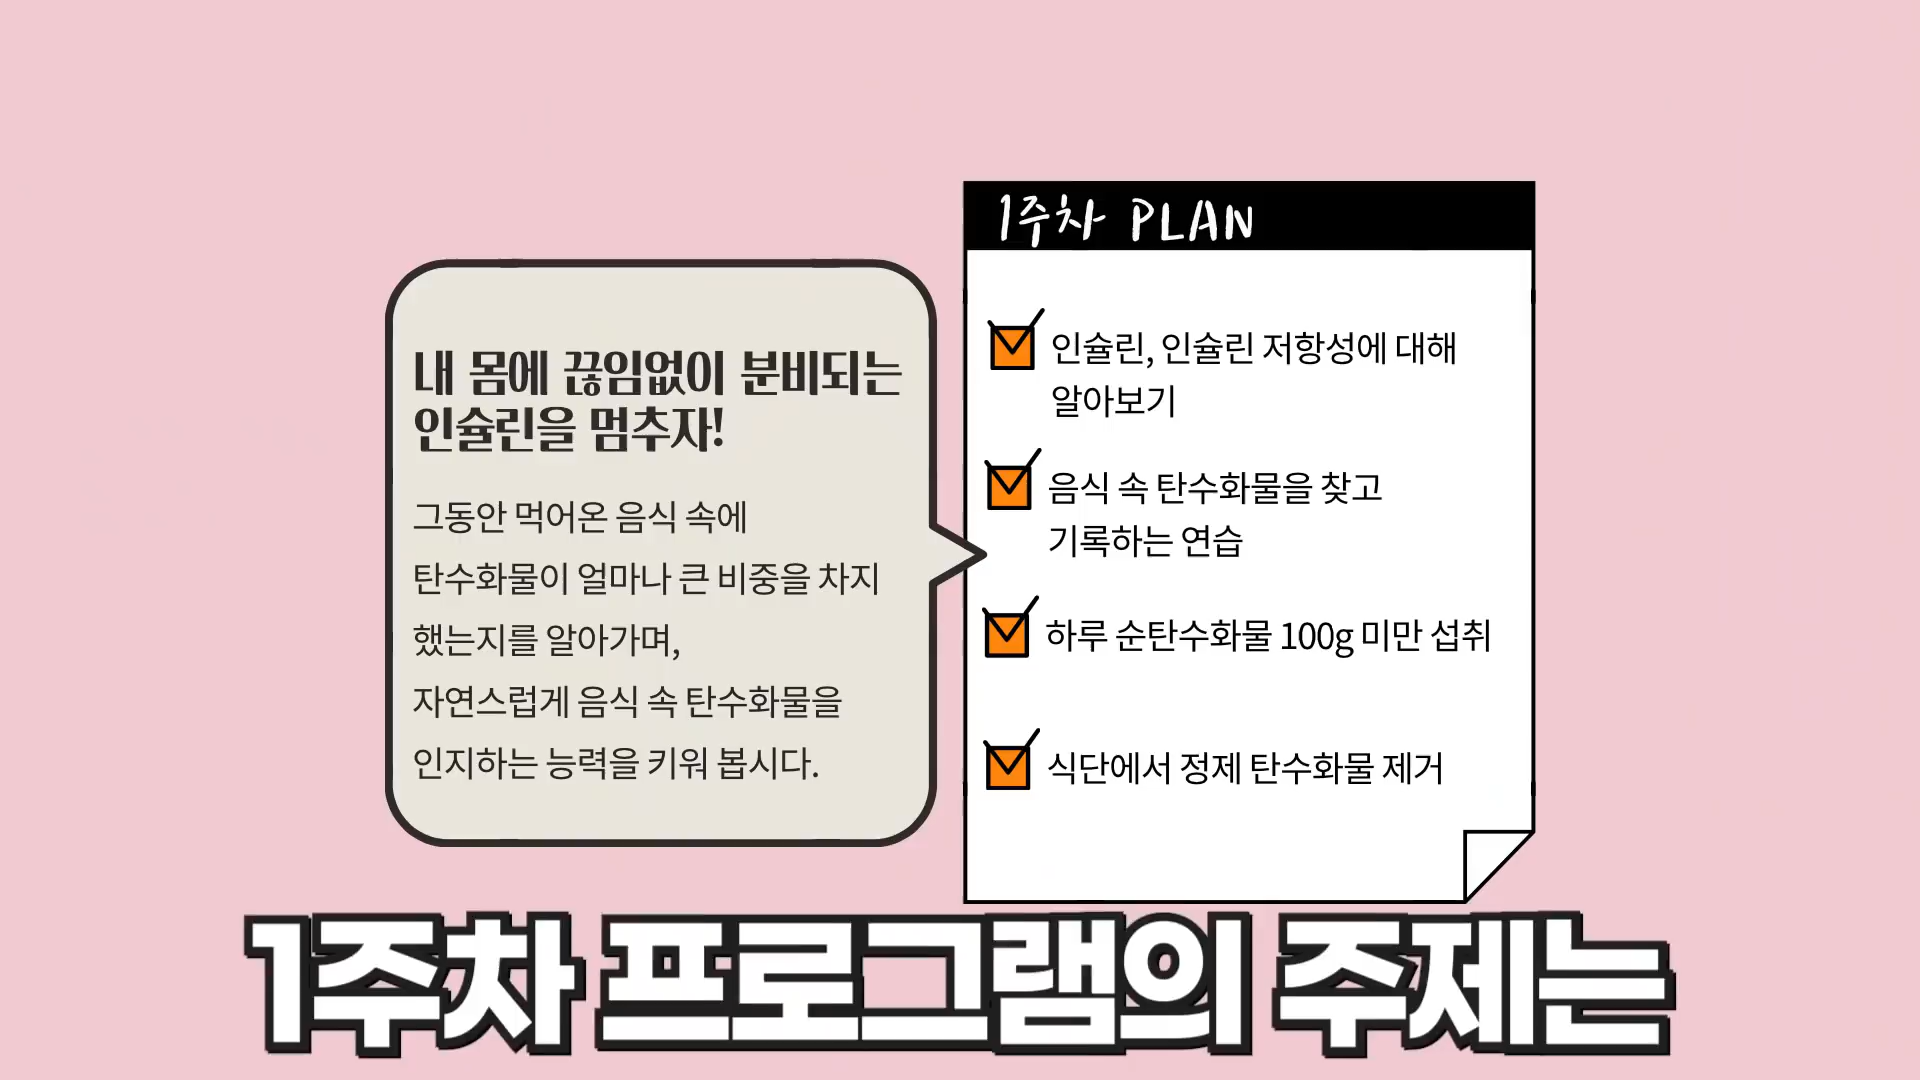 내 몸에 끊임없이 분비되는
인슐린을 멈추자!
그동안 먹어온 음식 속에
탄수화물이 얼마나 큰 비중을 차지
했는지를 알아가며,
자연스럽게 음식 속 탄수화물을
인지하는 능력을 키워 봅시다.
1주차 PLAN
인슐린, 인슐린 저항성에 대해
알아보기
음식 속 탄수화물을 찾고
기록하는 연습
하루 순탄수화물 100g 미만 섭취
식단에서 정제 탄수화물 제거
1주차 프로그램의 주제는